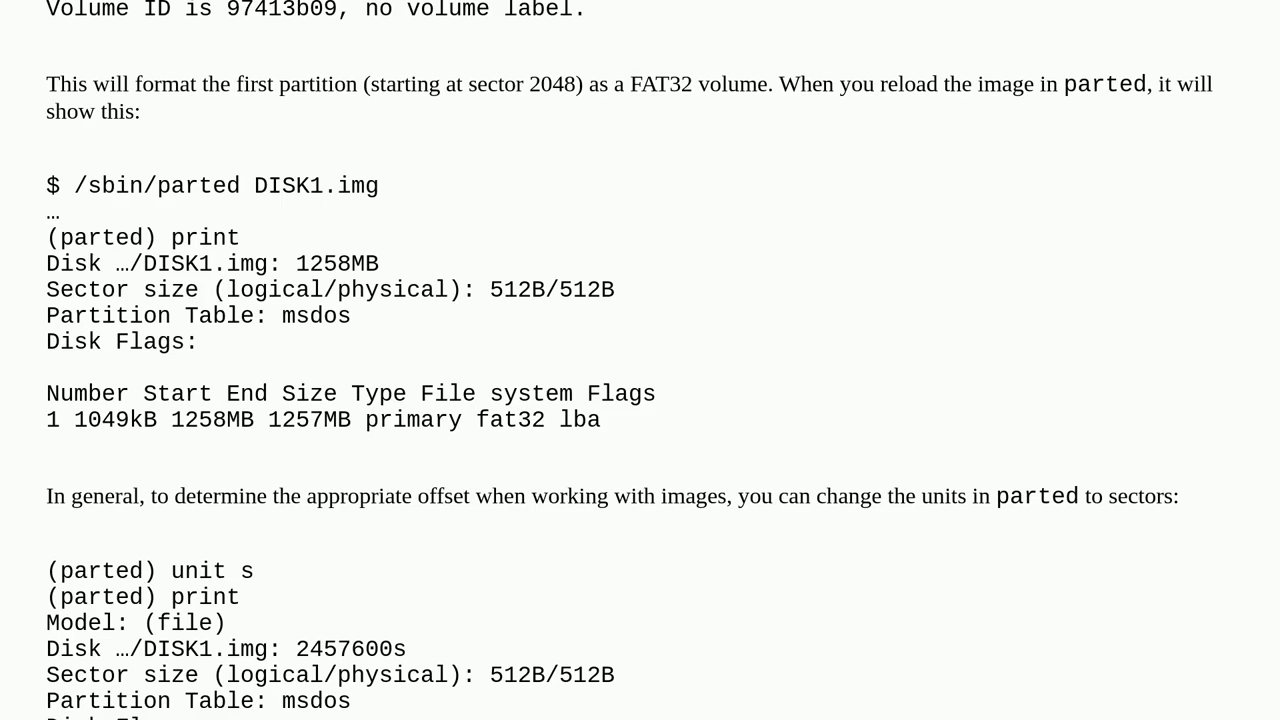 Volume ID is 97413b09, no volume label.
This will format the first partition (starting at sector 2048) as a FAT32 volume. When you reload the image in parted, it will
show this:
$ /sbin/parted DISK1.img
…
(parted) print
Disk …/DISK1.img: 1258MB
Sector size (logical/physical): 512B/512B
Partition Table: msdos
Disk Flags:
Number Start End Size Type File system Flags
1 1049kB 1258MB 1257MB primary fat32 lba
In general, to determine the appropriate offset when working with images, you can change the units in parted to sectors:
(parted) unit s
(parted) print
Model: (file)
Disk …/DISK1.img: 2457600s
Sector size (logical/physical): 512B/512B
Partition Table: msdos